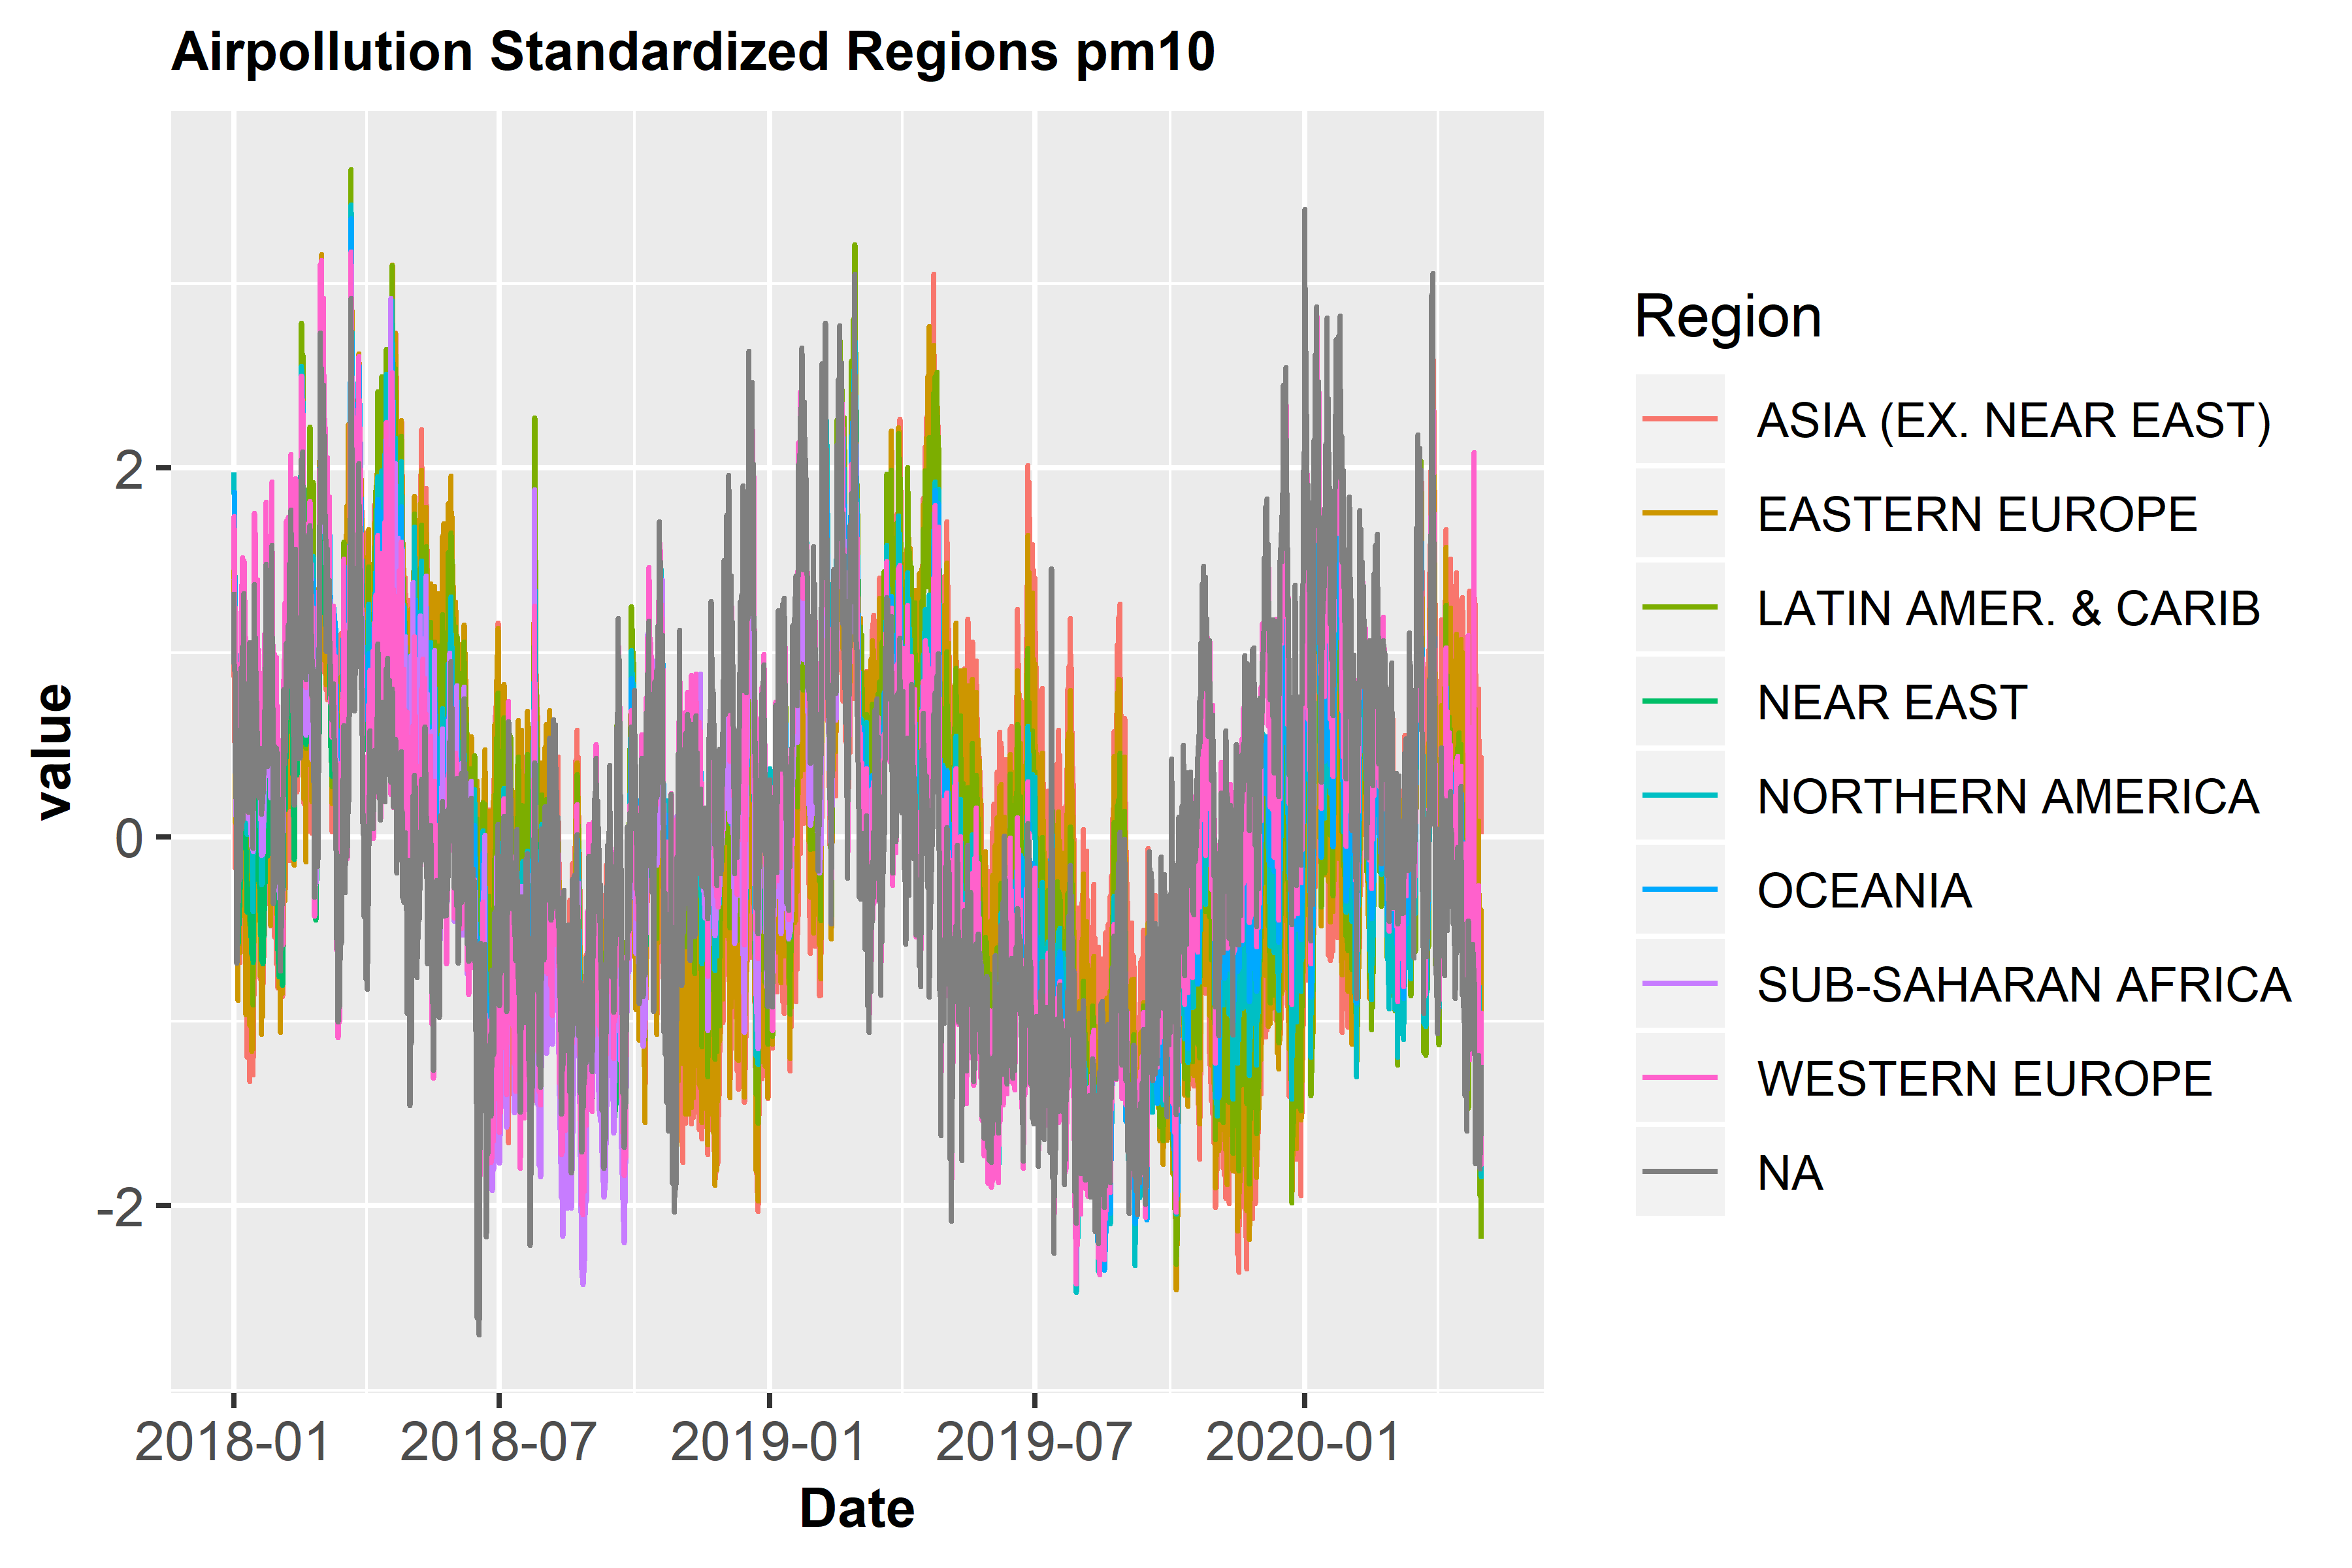 Airpollution Standardized Regions pm10
value
2
0
-2
2018-01 2018-07 2019-01 2019-07 2020-01
Date
Region
ASIA (EX. NEAR EAST)
EASTERN EUROPE
LATIN AMER. & CARIB
NEAR EAST
NORTHERN AMERICA
OCEANIA
SUB-SAHARAN AFRICA
WESTERN EUROPE
NA